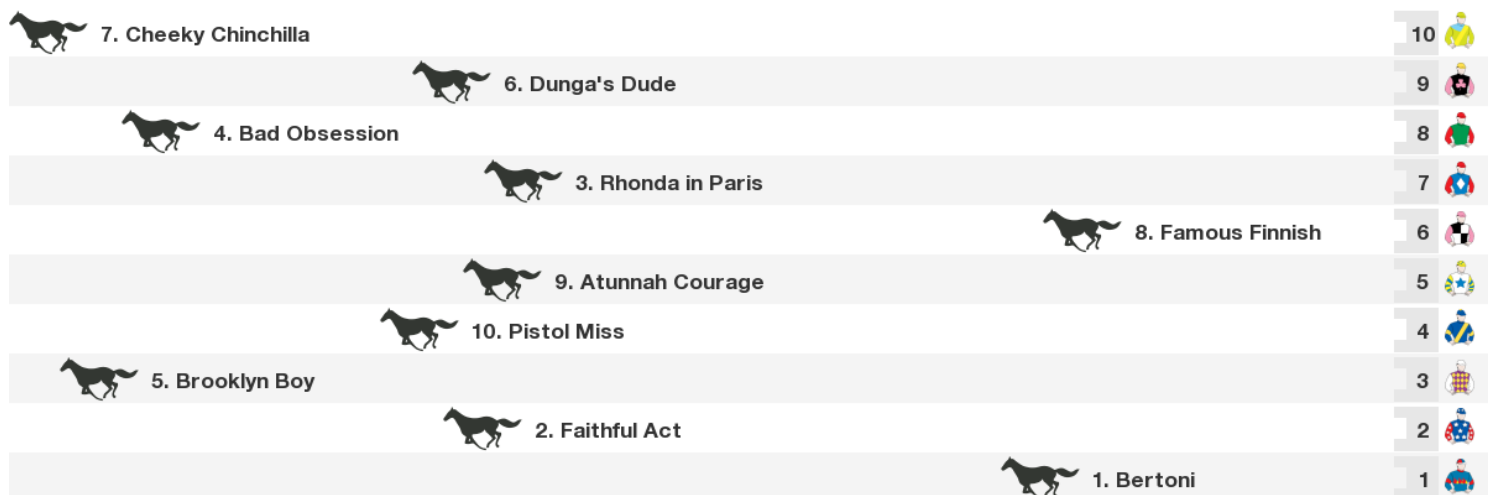 7. Cheeky Chinchilla 10
6. Dunga's Dude 9
4. Bad Obsession 8
3. Rhonda in Paris 7
8. Famous Finnish 6
9. Atunnah Courage 5
10. Pistol Miss 4
5. Brooklyn Boy 3
2. Faithful Act 2
1. Bertoni 1